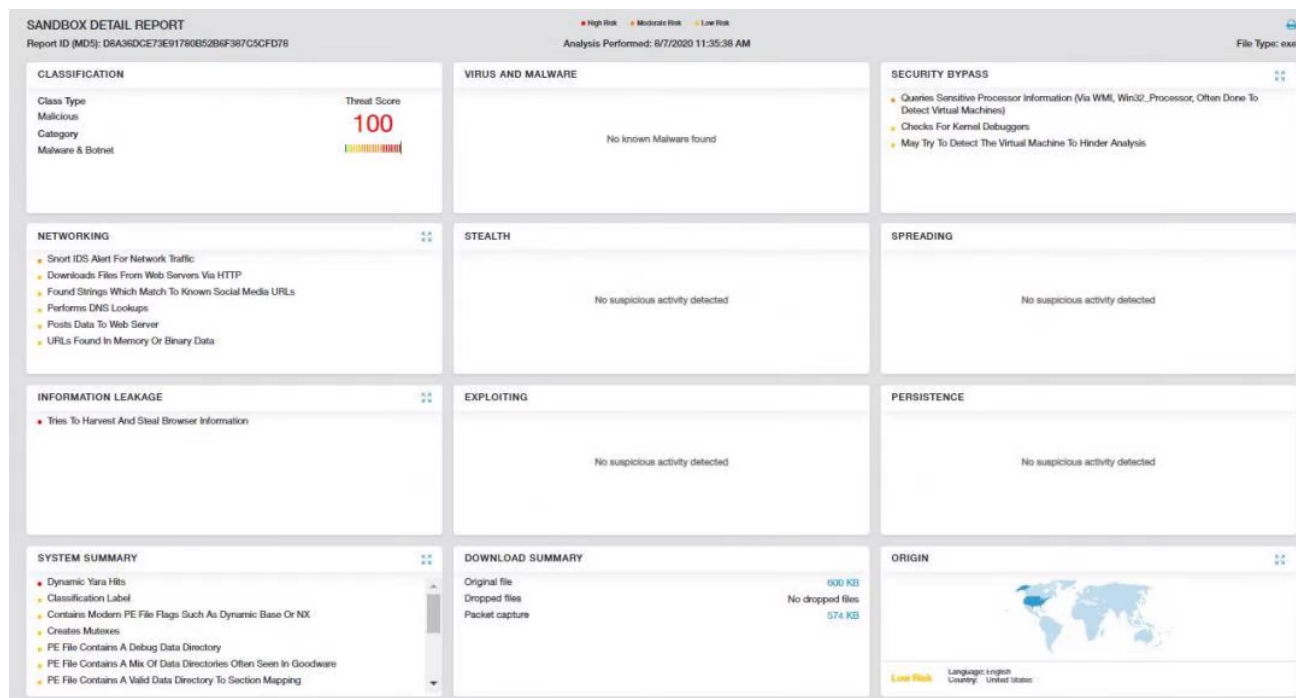 SANDBOX DETAIL REPORT
High Risk Moderate Risk Low Risk
Report ID (MD5): D8A36DCE73E91780B52B6F387C5CFD78
Analysis Performed: 8/7/2020 11:35:38 AM
File Type: exe
CLASSIFICATION
Class Type
Malicious
Category
Malware & Botnet
Threat Score
100
VIRUS AND MALWARE
No known Malware found
SECURITY BYPASS
Queries Sensitive Processor Information (Via WMI, Win32_Processor, Often Done To
Detect Virtual Machines)
Checks For Kernel Debuggers
May Try To Detect The Virtual Machine To Hinder Analysis
NETWORKING
Snort IDS Alert For Network Traffic
Downloads Files From Web Servers Via HTTP
Found Strings Which Match To Known Social Media URLs
Performs DNS Lookups
Posts Data To Web Server
URLs Found In Memory Or Binary Data
STEALTH
No suspicious activity detected
SPREADING
No suspicious activity detected
INFORMATION LEAKAGE
Tries To Harvest And Steal Browser Information
EXPLOITING
No suspicious activity detected
PERSISTENCE
No suspicious activity detected
SYSTEM SUMMARY
Dynamic Yara Hits
Classification Label
Contains Modern PE File Flags Such As Dynamic Base Or NX
Creates Mutexes
PE File Contains A Debug Data Directory
PE File Contains A Mix Of Data Directories Often Seen In Goodware
PE File Contains A Valid Data Directory To Section Mapping
DOWNLOAD SUMMARY
Original file 600 KB
Dropped files No dropped files
Packet capture 574 KB
ORIGIN
Low Risk
Language: English
Country: United States